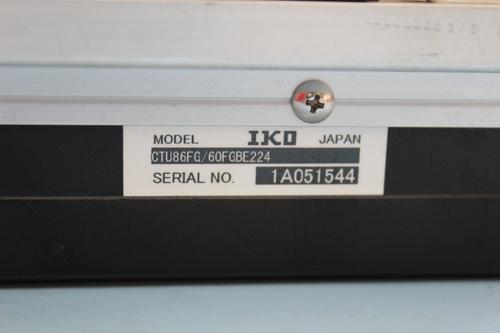 MODEL IKO JAPAN
CTU86FG/60FGBE224
SERIAL NO. 1A051544